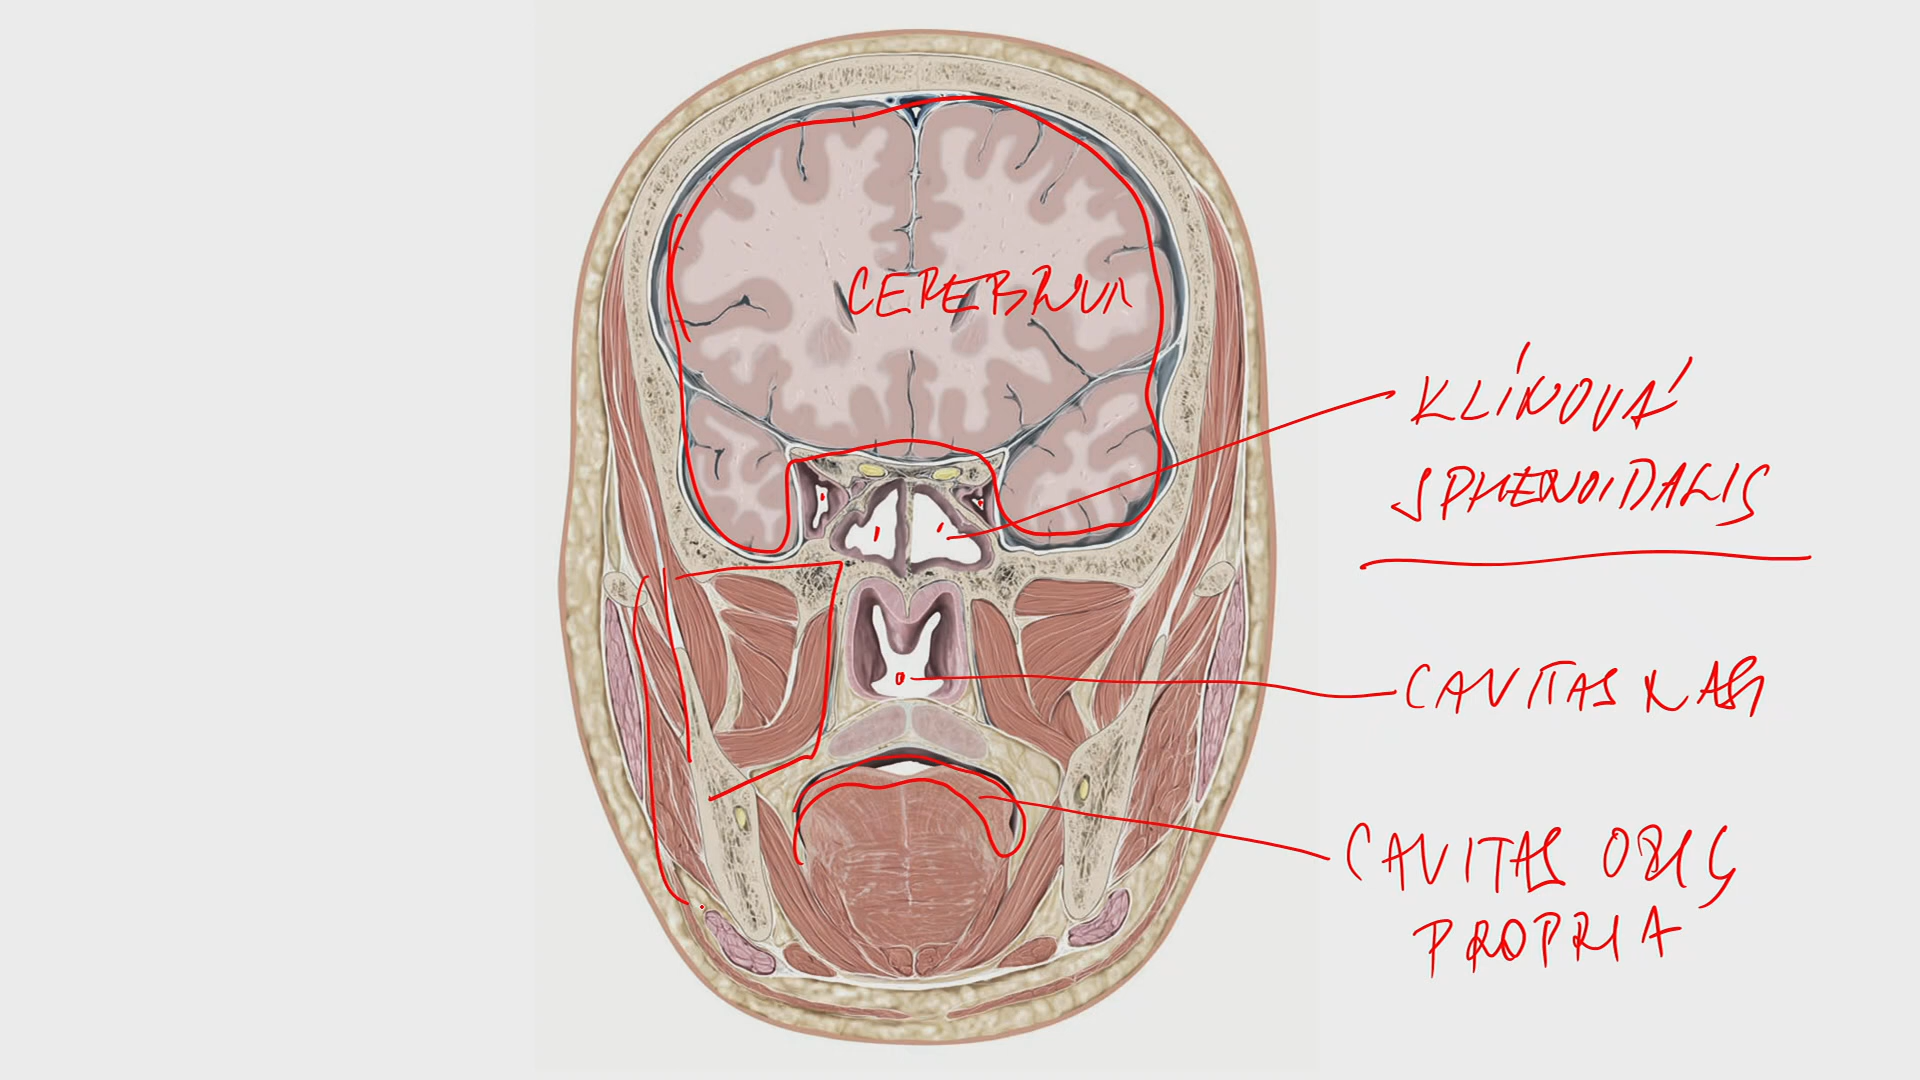 CEREBRUM
KLÍNOVÁ
SPHENOIDALIS
CAVITAS NASI
CAVITAS ORIS
PROPRIA